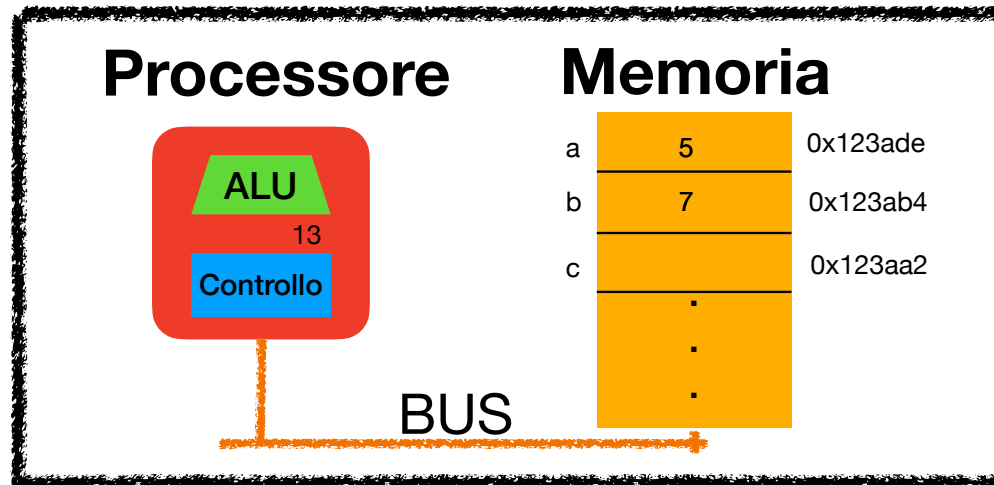 Processore
Memoria
ALU
13
Controllo
a 5 0x123ade
b 7 0x123ab4
c 0x123aa2
.
.
.
BUS